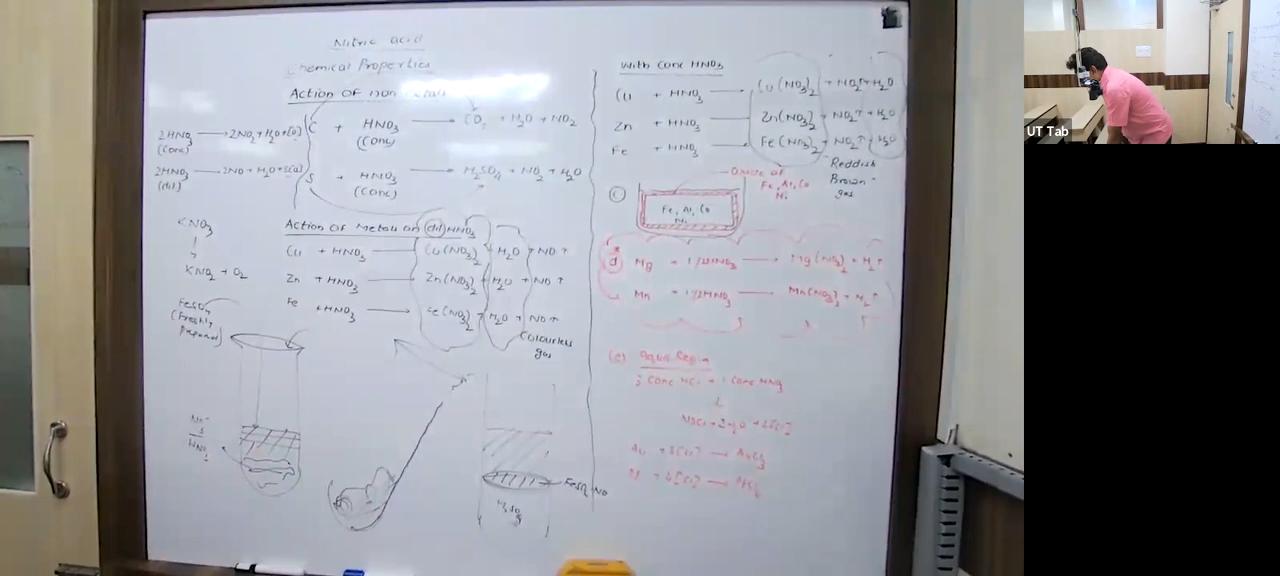 Nitric acid
Chemical Properties
Action of non
2HNO₃ → 2NO₂ + H₂O + [O]
(Conc)
C + HNO₃ → CO₂ + H₂O + NO₂
(Conc)
2HNO₃ → 2NO + H₂O + 3[O]
(dil)
S + HNO₃ → H₂SO₄ + NO₂ + H₂O
(Conc)
KNO₃
↓
KNO₂ + O₂
Action of Metals on (dil) HNO₃
Cu + HNO₃ → Cu(NO₃)₂ + H₂O + NO ↑
Zn + HNO₃ → Zn(NO₃)₂ + H₂O + NO ↑
Fe + HNO₃ → Fe(NO₃)₂ + H₂O + NO ↑
Colourless
gas
FeSO₄
(Freshly
Prepared)
HNO₃
FeSO₄.NO
H₂SO₄
With Conc HNO₃
Cu + HNO₃ → Cu(NO₃)₂ + NO₂↑ + H₂O
Zn + HNO₃ → Zn(NO₃)₂ + NO₂↑ + H₂O
Fe + HNO₃ → Fe(NO₃)₂ + NO₂↑ + H₂O
Reddish
Brown
gas
(C)
Oxide of
Fe, Al, Co
Ni
Fe, Al, Co
Ni
(d) Mg + 1/2HNO₃ → Mg(NO₃)₂ + H₂↑
Mn + 1/2HNO₃ → Mn(NO₃)₂ + H₂↑
(e) Aqua Regia
3 Conc HCl + 1 Conc HNO₃
↓
NOCl + 2H₂O + 2[Cl]
Au + 3[Cl] → AuCl₃
Pt + 4[Cl] → PtCl₄
UT Tab